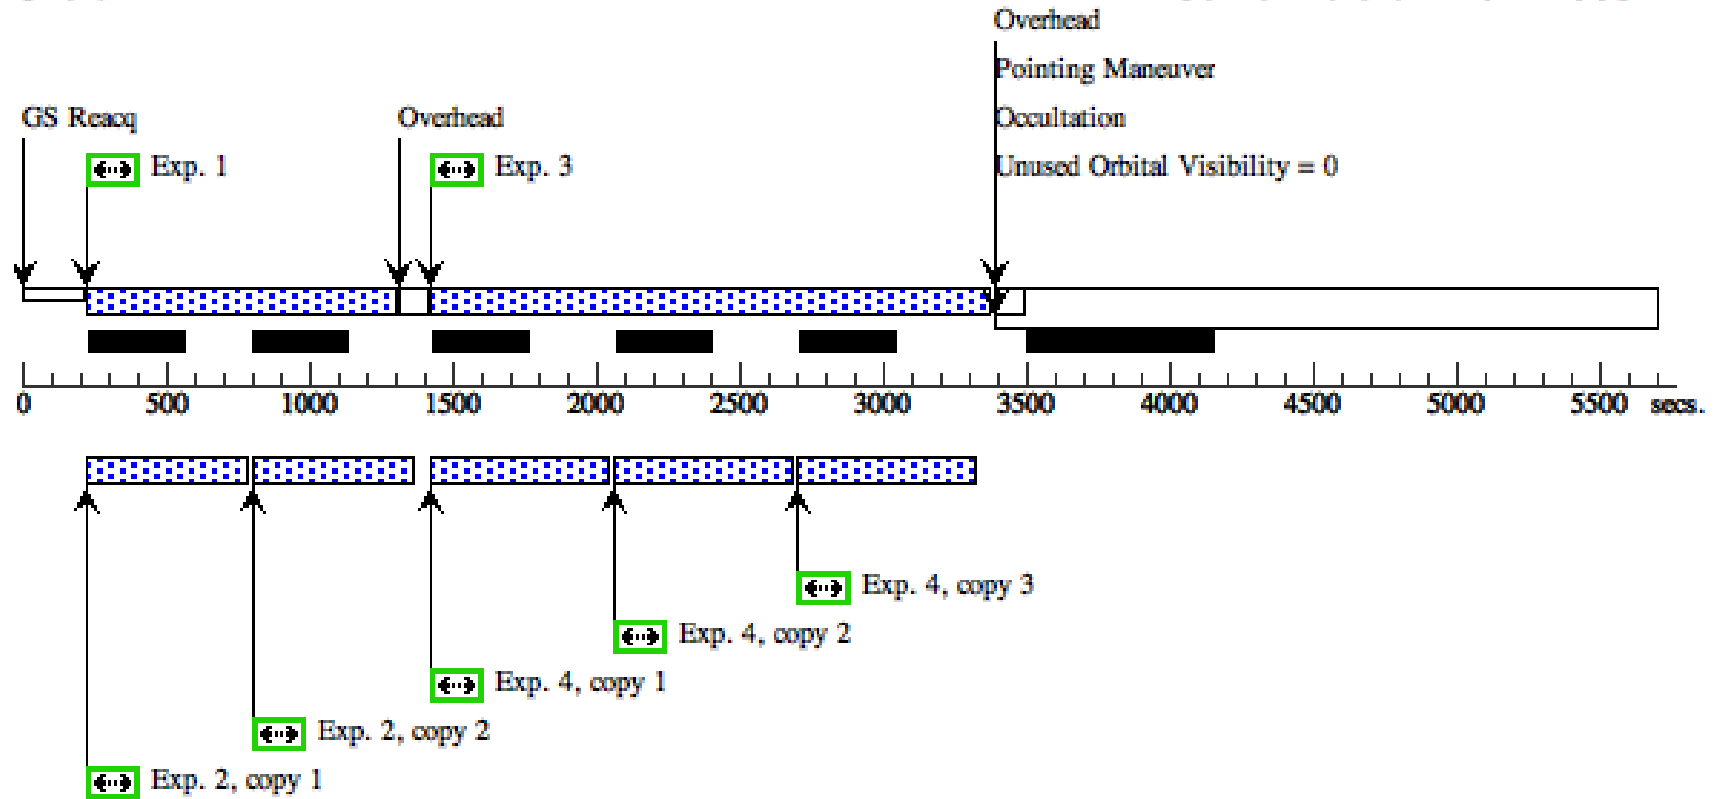 Overhead
Pointing Maneuver
GS Reacq
Overhead
Occultation
Exp. 1
Exp. 3
Unused Orbital Visibility = 0
0 500 1000 1500 2000 2500 3000 3500 4000 4500 5000 5500 secs.
Exp. 4, copy 3
Exp. 4, copy 2
Exp. 4, copy 1
Exp. 2, copy 2
Exp. 2, copy 1